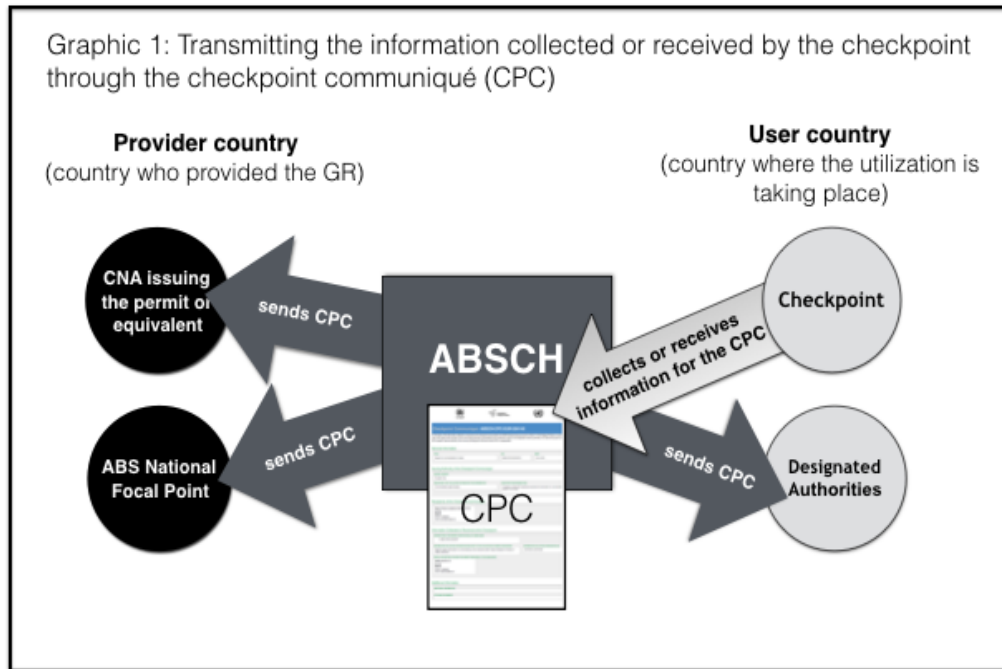 Graphic 1: Transmitting the information collected or received by the checkpoint
through the checkpoint communiqué (CPC)
Provider country
(country who provided the GR)
User country
(country where the utilization is
taking place)
CNA issuing
the permit or
equivalent
sends CPC
ABSCH
collects or receives
information for the CPC
Checkpoint
ABS National
Focal Point
sends CPC
CPC
sends CPC
Designated
Authorities